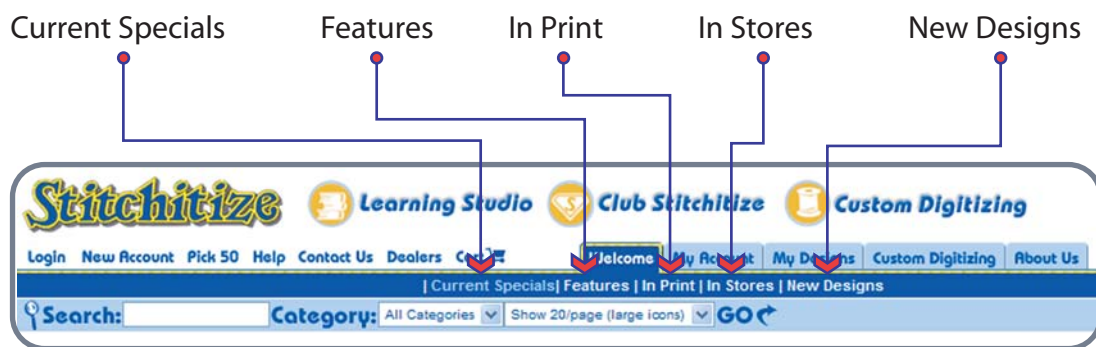 Current Specials Features In Print In Stores New Designs
Stitchitize Learning Studio Club Stitchitize Custom Digitizing
Login New Account Pick 50 Help Contact Us Dealers Cart Welcome My Account My Designs Custom Digitizing About Us
| Current Specials| Features | In Print | In Stores | New Designs
Search: Category: All Categories Show 20/page (large icons) GO